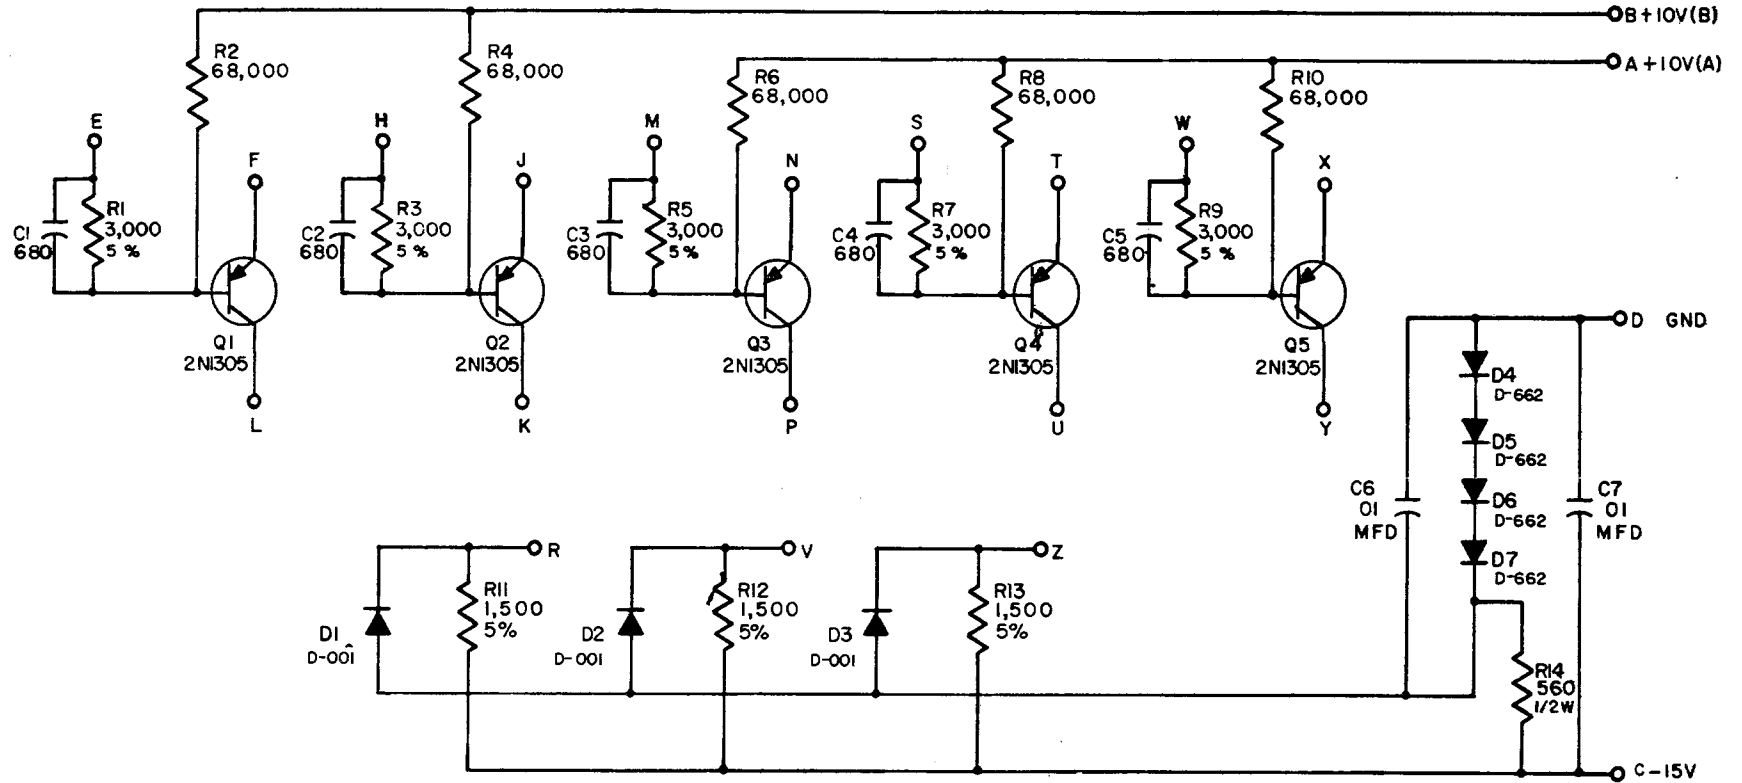 B+10V(B)
A+10V(A)
R2
68,000
R4
68,000
R6
68,000
R8
68,000
R10
68,000
E
F
H
J
M
N
S
T
W
X
C1
680
R1
3,000
5%
C2
680
R3
3,000
5%
C3
680
R5
3,000
5%
C4
680
R7
3,000
5%
C5
680
R9
3,000
5%
Q1
2N1305
Q2
2N1305
Q3
2N1305
Q4
2N1305
Q5
2N1305
L
K
P
U
Y
D GND
D4
D-662
D5
D-662
D6
D-662
D7
D-662
C6
01
MFD
C7
01
MFD
R
V
Z
D1
D-001
R11
1,500
5%
D2
D-001
R12
1,500
5%
D3
D-001
R13
1,500
5%
R14
560
1/2W
C-15V